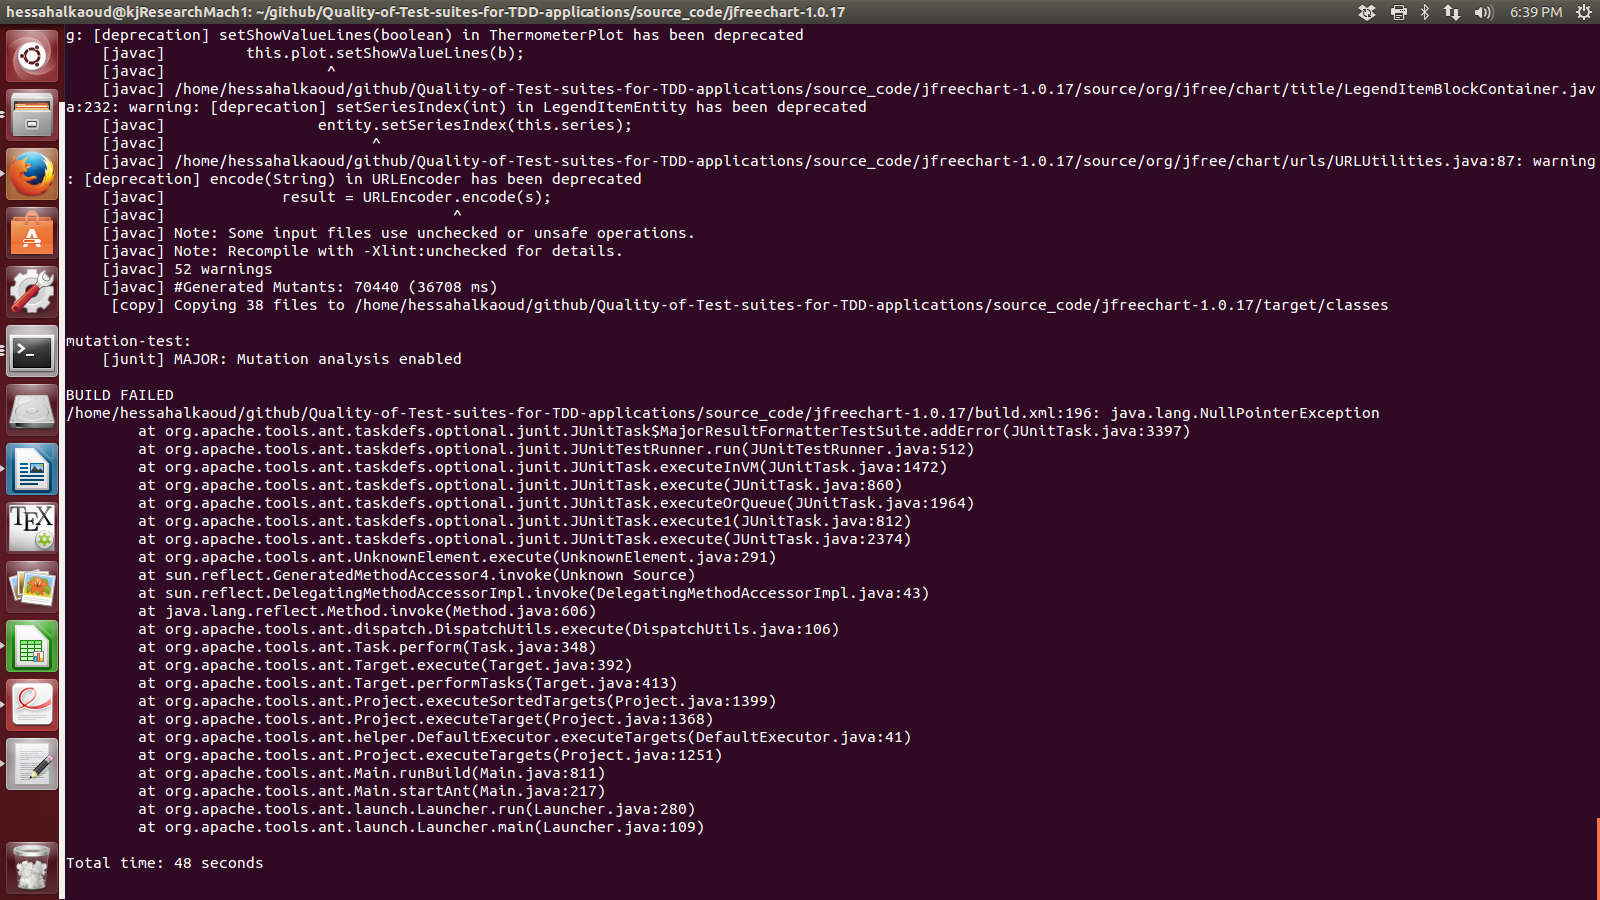 hessahalkaoud@kjResearchMach1: ~/github/Quality-of-Test-suites-for-TDD-applications/source_code/jfreechart-1.0.17
6:39 PM
g: [deprecation] setShowValueLines(boolean) in ThermometerPlot has been deprecated
[javac] this.plot.setShowValueLines(b);
[javac] ^
[javac] /home/hessahalkaoud/github/Quality-of-Test-suites-for-TDD-applications/source_code/jfreechart-1.0.17/source/org/jfree/chart/title/LegendItemBlockContainer.jav
a:232: warning: [deprecation] setSeriesIndex(int) in LegendItemEntity has been deprecated
[javac] entity.setSeriesIndex(this.series);
[javac] ^
[javac] /home/hessahalkaoud/github/Quality-of-Test-suites-for-TDD-applications/source_code/jfreechart-1.0.17/source/org/jfree/chart/urls/URLUtilities.java:87: warning
: [deprecation] encode(String) in URLEncoder has been deprecated
[javac] result = URLEncoder.encode(s);
[javac] ^
[javac] Note: Some input files use unchecked or unsafe operations.
[javac] Note: Recompile with -Xlint:unchecked for details.
[javac] 52 warnings
[javac] #Generated Mutants: 70440 (36708 ms)
[copy] Copying 38 files to /home/hessahalkaoud/github/Quality-of-Test-suites-for-TDD-applications/source_code/jfreechart-1.0.17/target/classes
mutation-test:
[junit] MAJOR: Mutation analysis enabled
BUILD FAILED
/home/hessahalkaoud/github/Quality-of-Test-suites-for-TDD-applications/source_code/jfreechart-1.0.17/build.xml:196: java.lang.NullPointerException
at org.apache.tools.ant.taskdefs.optional.junit.JUnitTask$MajorResultFormatterTestSuite.addError(JUnitTask.java:3397)
at org.apache.tools.ant.taskdefs.optional.junit.JUnitTestRunner.run(JUnitTestRunner.java:512)
at org.apache.tools.ant.taskdefs.optional.junit.JUnitTask.executeInVM(JUnitTask.java:1472)
at org.apache.tools.ant.taskdefs.optional.junit.JUnitTask.execute(JUnitTask.java:860)
at org.apache.tools.ant.taskdefs.optional.junit.JUnitTask.executeOrQueue(JUnitTask.java:1964)
at org.apache.tools.ant.taskdefs.optional.junit.JUnitTask.execute1(JUnitTask.java:812)
at org.apache.tools.ant.taskdefs.optional.junit.JUnitTask.execute(JUnitTask.java:2374)
at org.apache.tools.ant.UnknownElement.execute(UnknownElement.java:291)
at sun.reflect.GeneratedMethodAccessor4.invoke(Unknown Source)
at sun.reflect.DelegatingMethodAccessorImpl.invoke(DelegatingMethodAccessorImpl.java:43)
at java.lang.reflect.Method.invoke(Method.java:606)
at org.apache.tools.ant.dispatch.DispatchUtils.execute(DispatchUtils.java:106)
at org.apache.tools.ant.Task.perform(Task.java:348)
at org.apache.tools.ant.Target.execute(Target.java:392)
at org.apache.tools.ant.Target.performTasks(Target.java:413)
at org.apache.tools.ant.Project.executeSortedTargets(Project.java:1399)
at org.apache.tools.ant.Project.executeTarget(Project.java:1368)
at org.apache.tools.ant.helper.DefaultExecutor.executeTargets(DefaultExecutor.java:41)
at org.apache.tools.ant.Project.executeTargets(Project.java:1251)
at org.apache.tools.ant.Main.runBuild(Main.java:811)
at org.apache.tools.ant.Main.startAnt(Main.java:217)
at org.apache.tools.ant.launch.Launcher.run(Launcher.java:280)
at org.apache.tools.ant.launch.Launcher.main(Launcher.java:109)
Total time: 48 seconds
A
>_
TEX